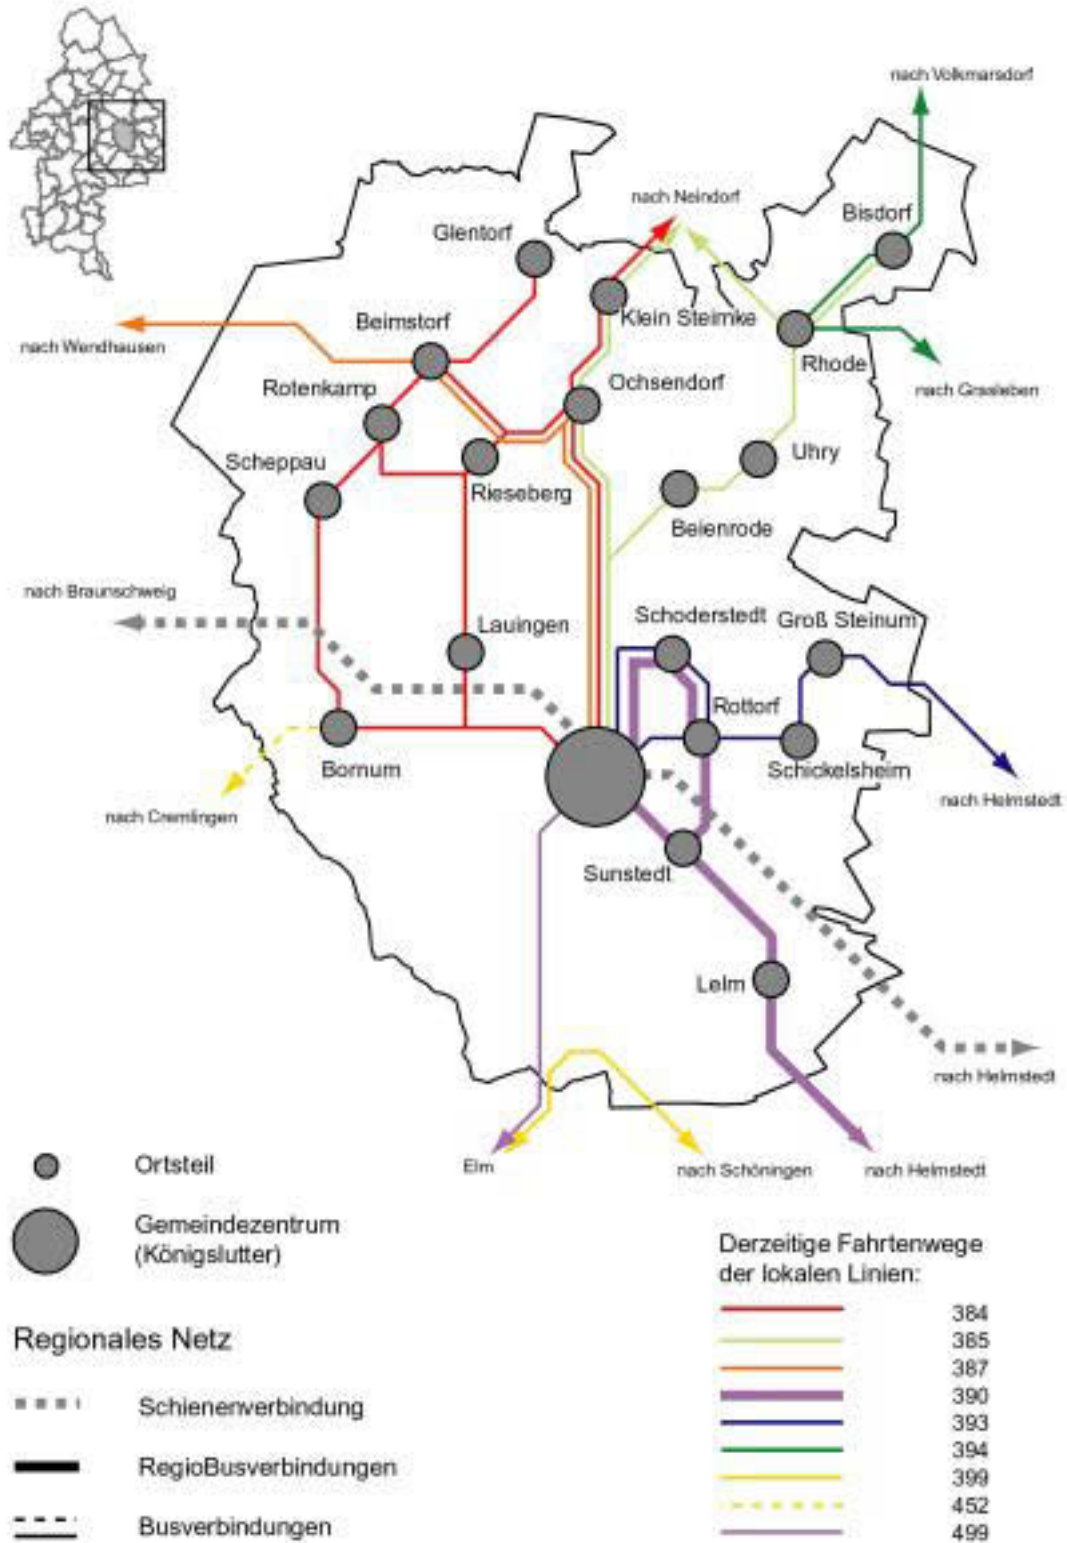 nach Volkmarsdorf
nach Neindorf
Bisdorf
Glentorf
Klein Steimke
Beimstorf
nach Wendhausen
Rhode
Rotenkamp
Ochsendorf
nach Grasleben
Scheppau
Uhry
Rieseberg
Beienrode
nach Braunschweig
Lauingen
Schoderstedt
Groß Steinum
Rottorf
Bornum
Schickelsheim
nach Helmstedt
nach Cremlingen
Sunstedt
Lelm
nach Helmstedt
Elm
nach Schöningen
nach Helmstedt
Ortsteil
Gemeindezentrum
(Königslutter)
Regionales Netz
Schienenverbindung
RegioBusverbindungen
Busverbindungen
Derzeitige Fahrtenwege
der lokalen Linien:
384
385
387
390
393
394
399
452
499